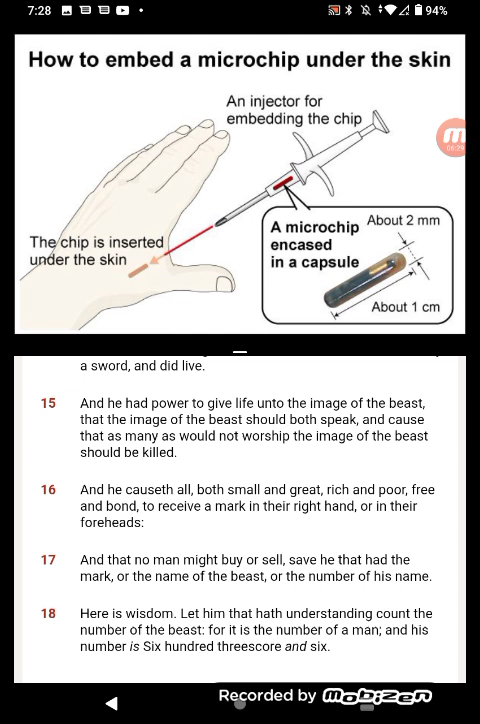 7:28
94%
How to embed a microchip under the skin
An injector for
embedding the chip
06:29
The chip is inserted
under the skin
A microchip
encased
in a capsule
About 2 mm
About 1 cm
a sword, and did live.
15 And he had power to give life unto the image of the beast,
that the image of the beast should both speak, and cause
that as many as would not worship the image of the beast
should be killed.
16 And he causeth all, both small and great, rich and poor, free
and bond, to receive a mark in their right hand, or in their
foreheads:
17 And that no man might buy or sell, save he that had the
mark, or the name of the beast, or the number of his name.
18 Here is wisdom. Let him that hath understanding count the
number of the beast: for it is the number of a man; and his
number is Six hundred threescore and six.
Recorded by Mobizen